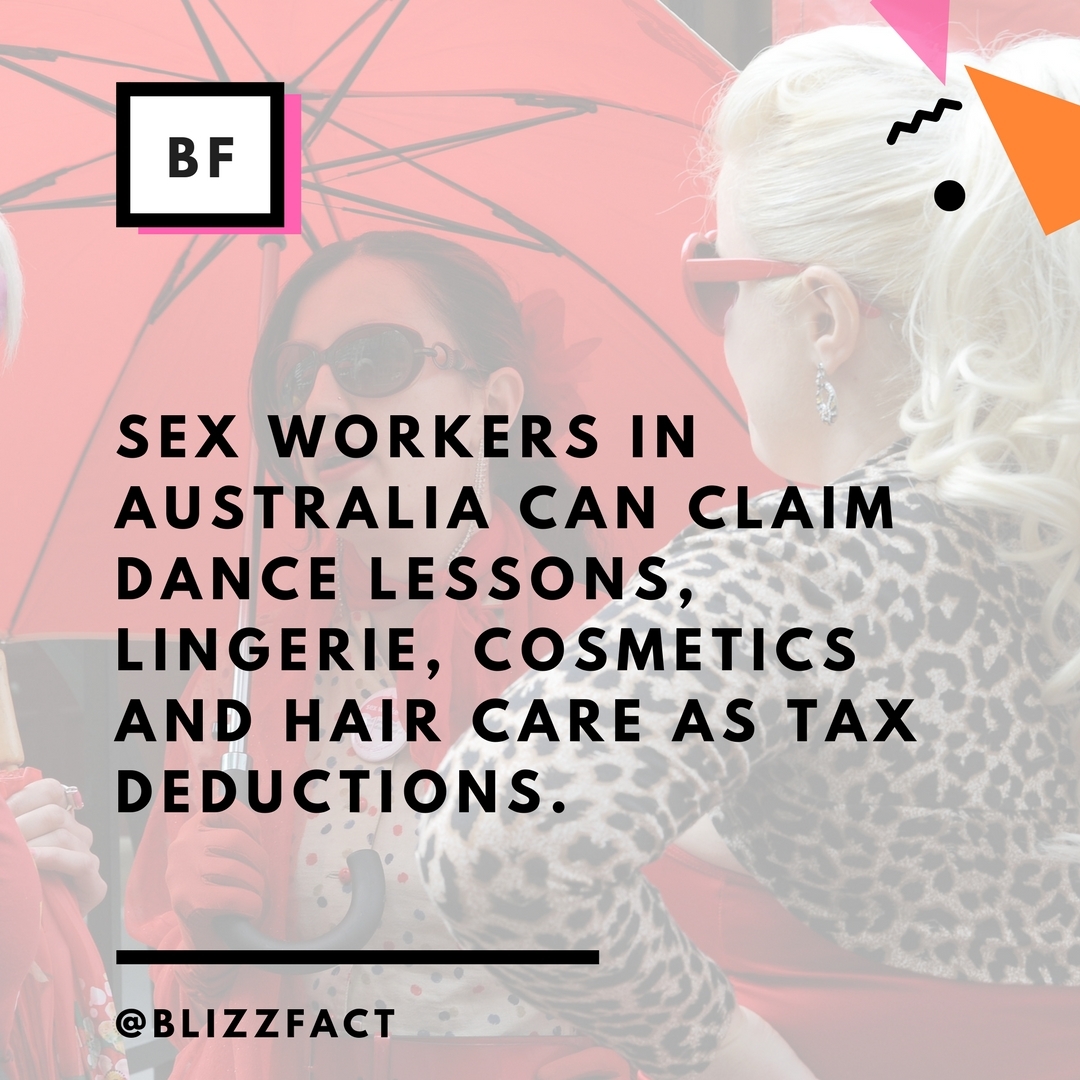 BF
SEX WORKERS IN
AUSTRALIA CAN CLAIM
DANCE LESSONS,
LINGERIE, COSMETICS
AND HAIR CARE AS TAX
DEDUCTIONS.
@BLIZZFACT